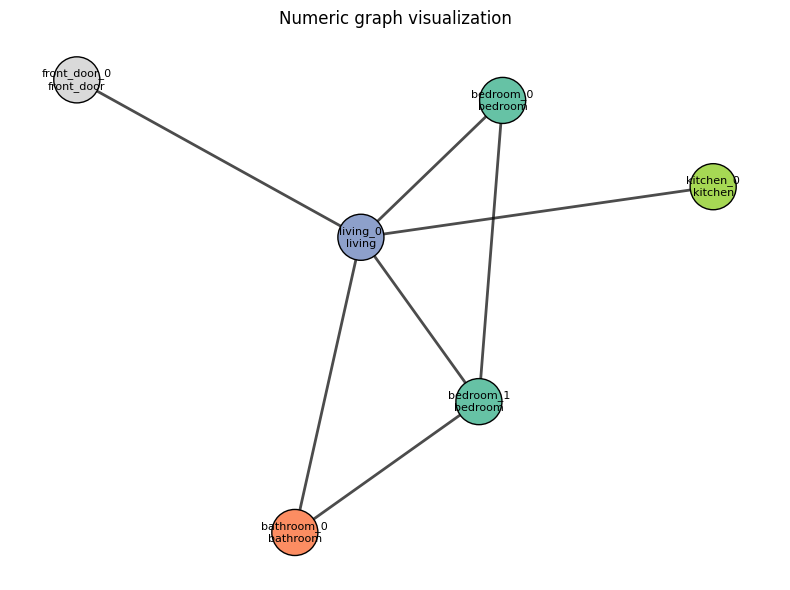 Numeric graph visualization
front_door_0
front_door
bedroom_0
bedroom
kitchen_0
kitchen
living_0
living
bedroom_1
bedroom
bathroom_0
bathroom